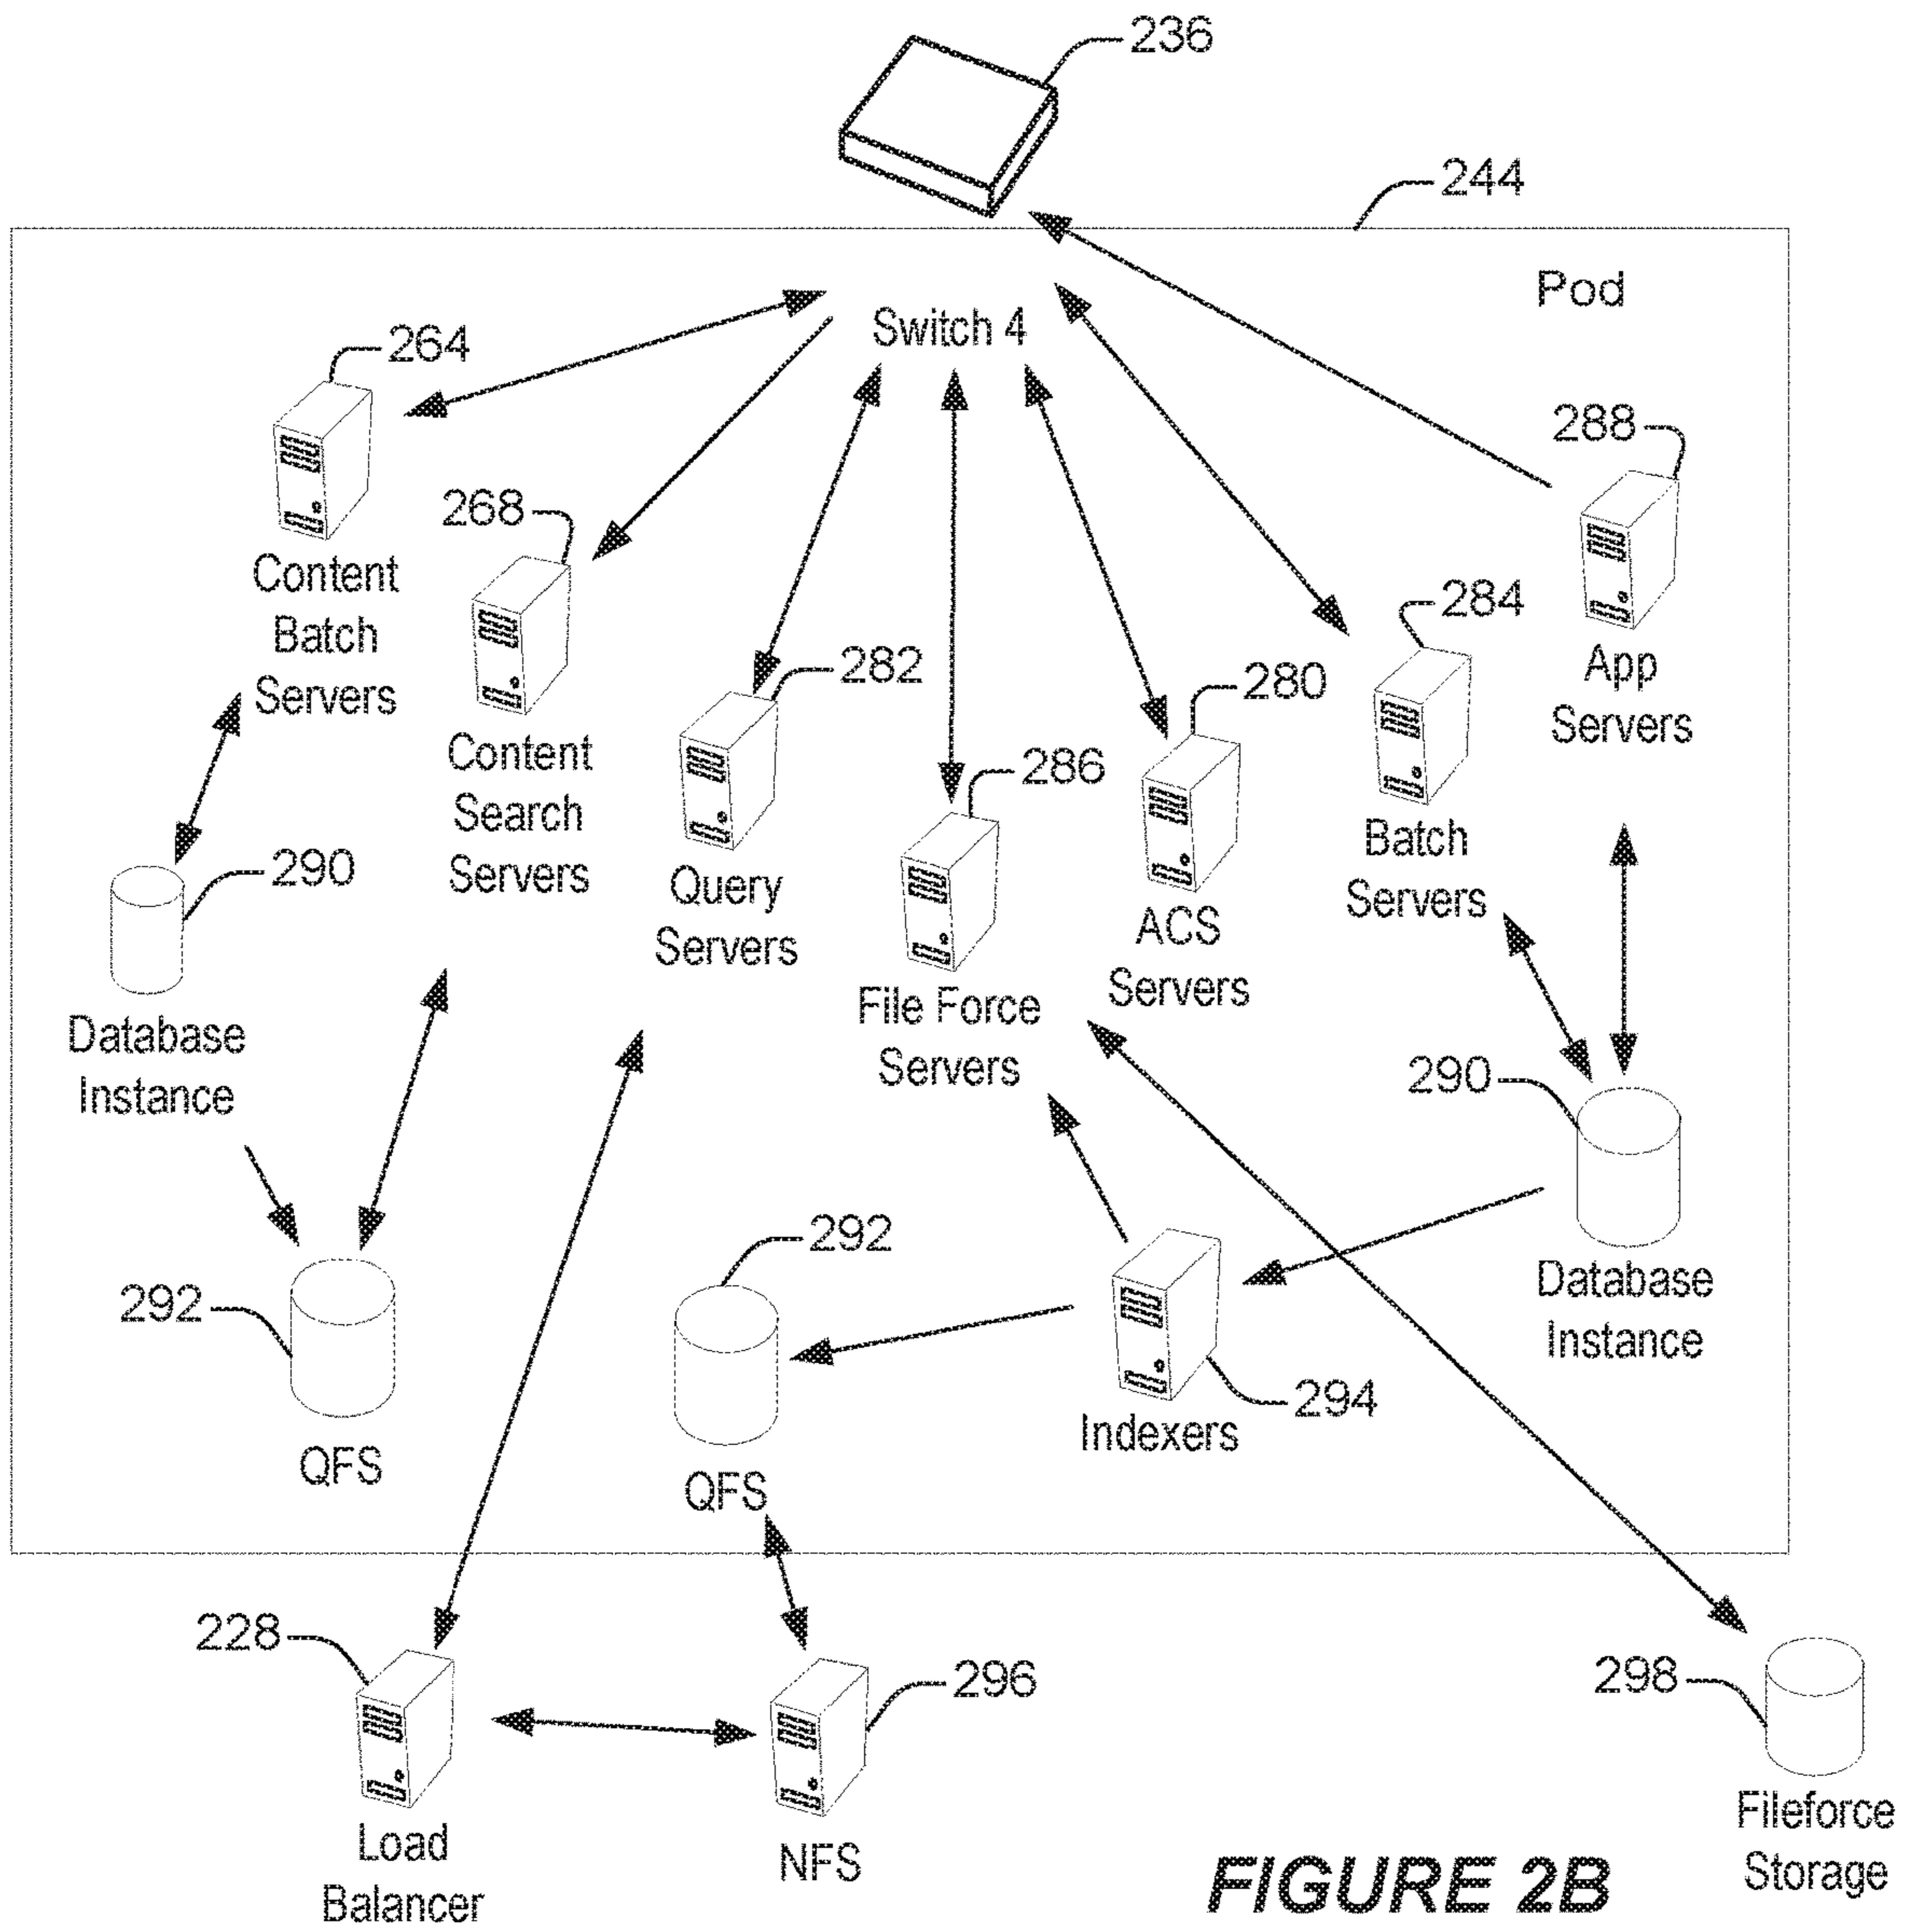 236
244
Pod
Switch 4
264
288
268
Content
Batch
Servers
284
App
Servers
282
280
Content
Search
Servers
286
Batch
Servers
290
Query
Servers
ACS
Servers
File Force
Servers
Database
Instance
290
292
292
Database
Instance
294
Indexers
QFS
QFS
228
296
298
Load
Balancer
NFS
Fileforce
Storage
FIGURE 2B